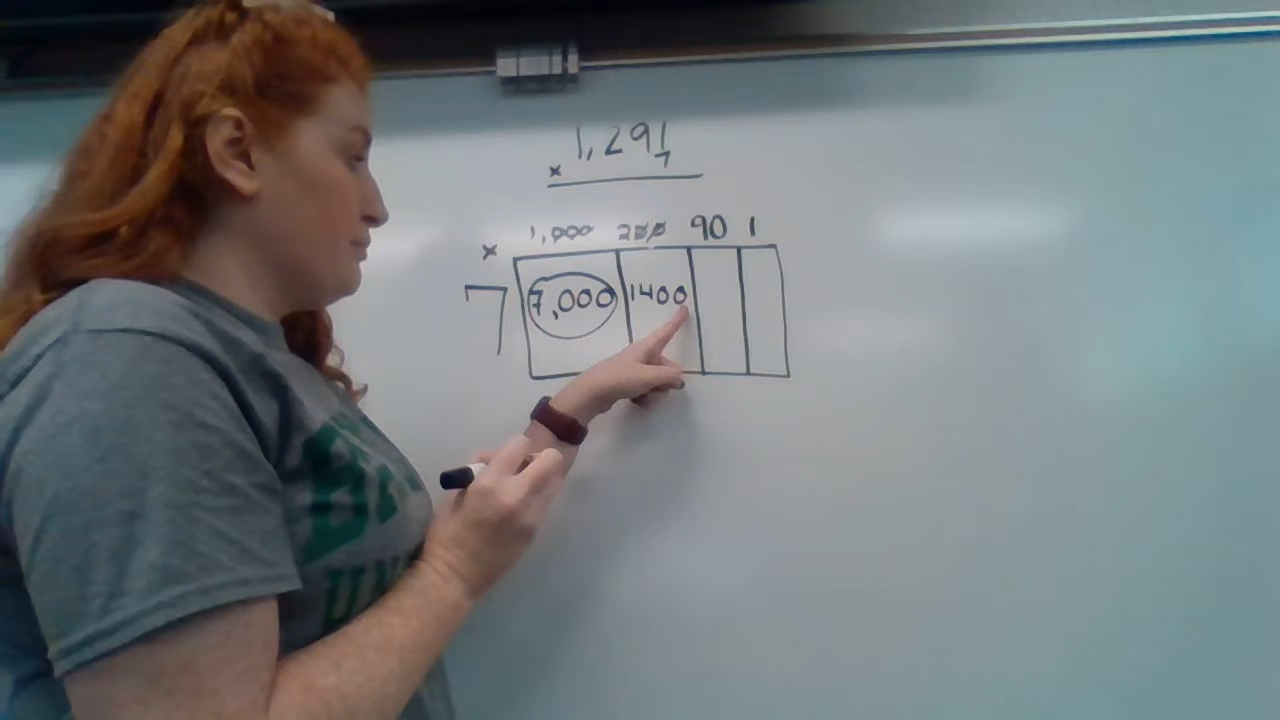 1,291
× 7
× 1,000 200 90 1
7 7,000 1400